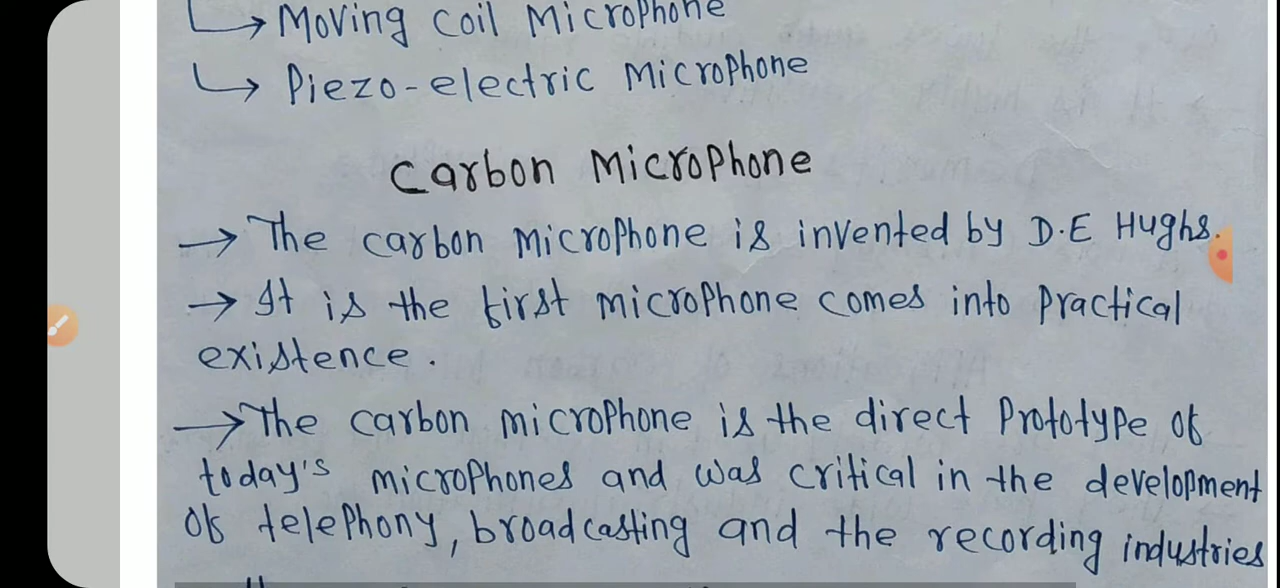 ↳ Moving coil Microphone
↳ Piezo-electric Microphone
Carbon Microphone
→ The carbon microphone is invented by D.E Hughs.
→ It is the first microphone comes into practical
existence.
→ The carbon microphone is the direct Prototype of
today's microphones and was critical in the development
of telephony, broadcasting and the recording industries